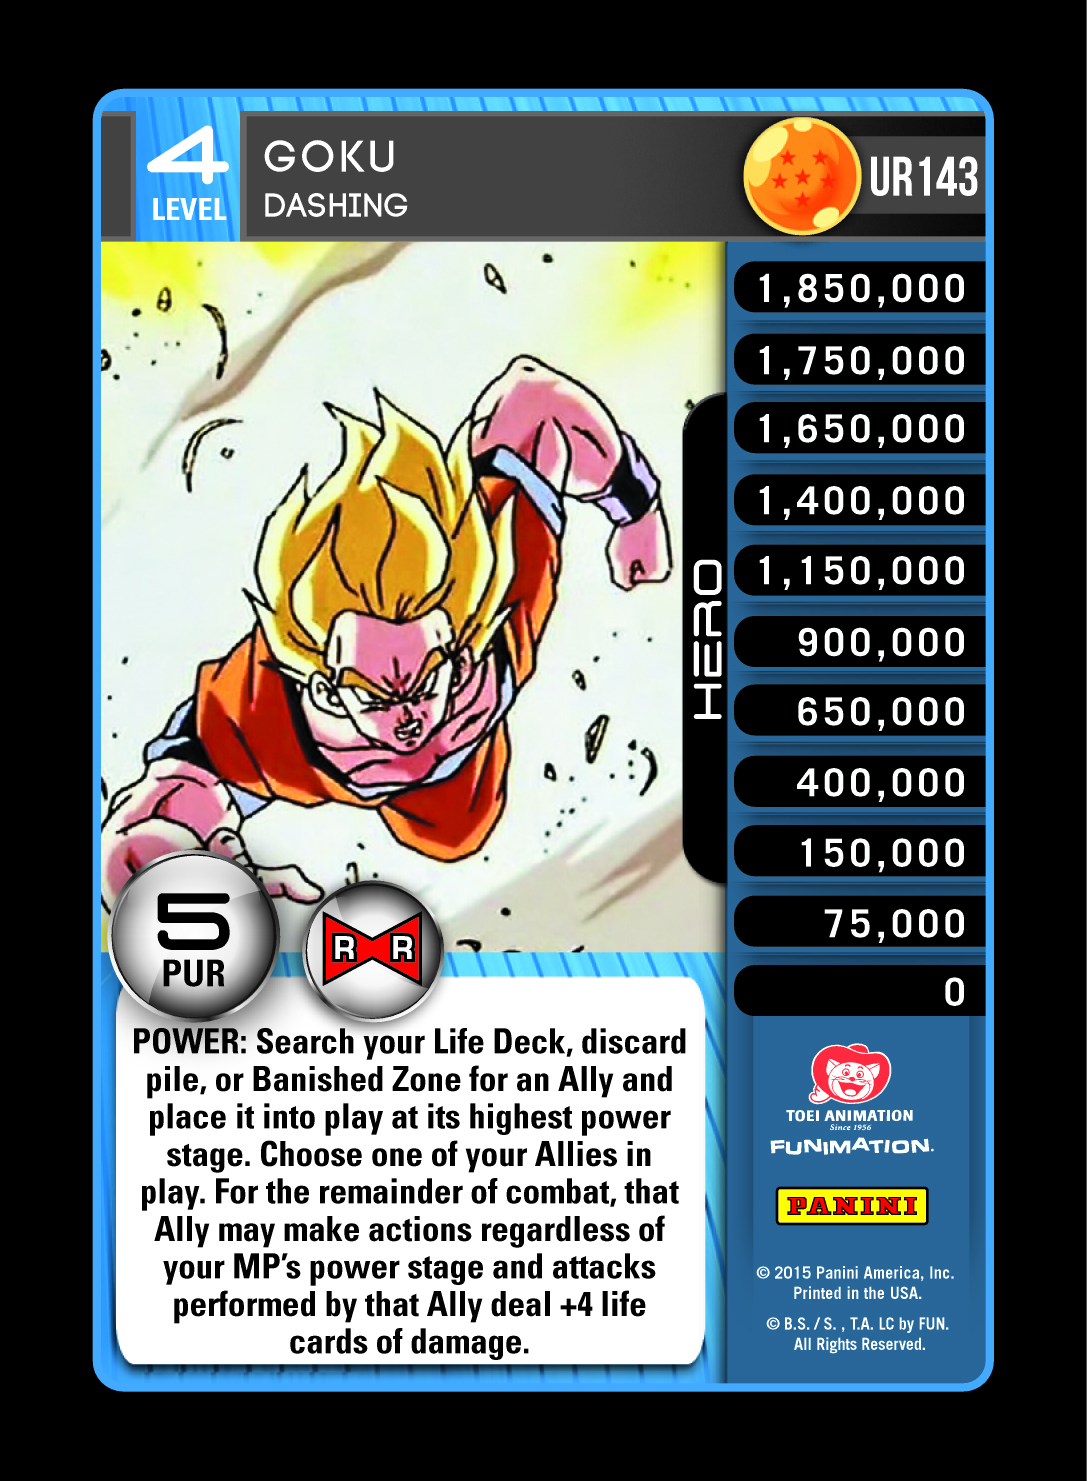 4
LEVEL
GOKU
DASHING
UR143
1,850,000
1,750,000
1,650,000
1,400,000
1,150,000
900,000
650,000
400,000
150,000
75,000
0
HERO
5
PUR
R R
POWER: Search your Life Deck, discard
pile, or Banished Zone for an Ally and
place it into play at its highest power
stage. Choose one of your Allies in
play. For the remainder of combat, that
Ally may make actions regardless of
your MP’s power stage and attacks
performed by that Ally deal +4 life
cards of damage.
TOEI ANIMATION
Since 1956
FUNIMATION.
PANINI
© 2015 Panini America, Inc.
Printed in the USA.
© B.S. / S. , T.A. LC by FUN.
All Rights Reserved.